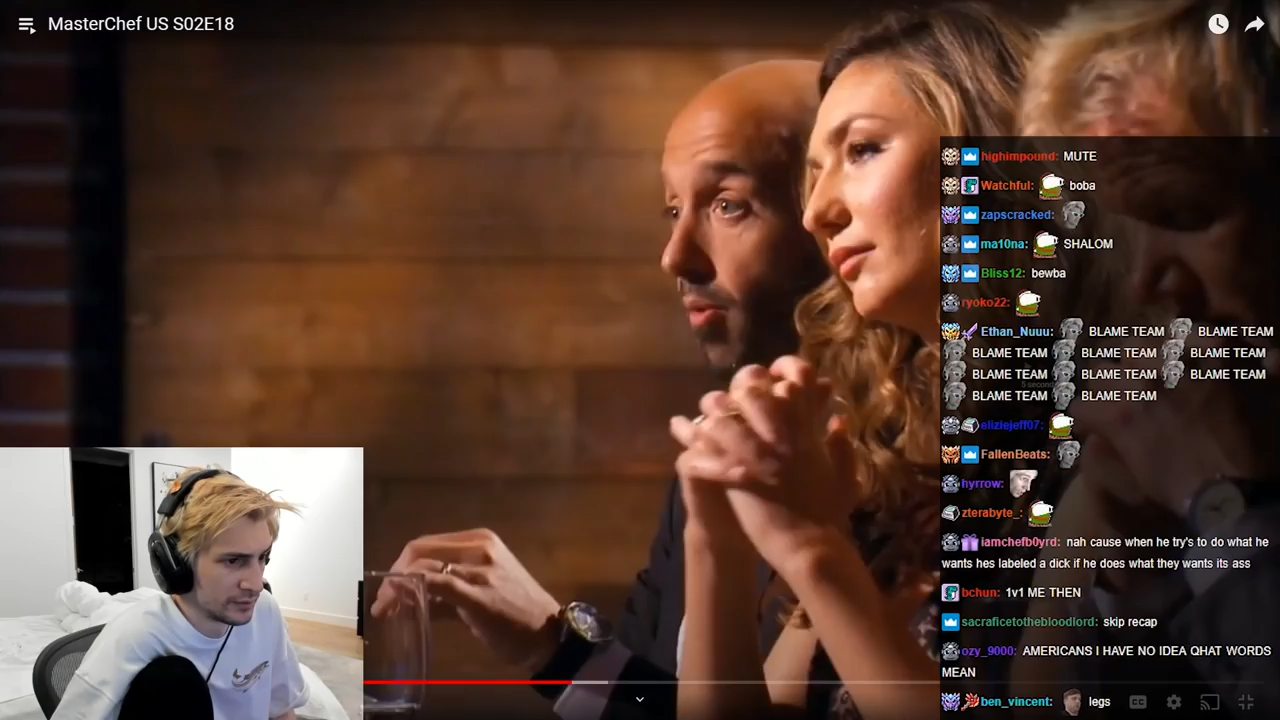 MasterChef US S02E18
highimpound: MUTE
Watchful: boba
zapscracked:
ma10na: SHALOM
Bliss12: bewba
ryoko22:
Ethan_Nuuu: BLAME TEAM BLAME TEAM
BLAME TEAM BLAME TEAM BLAME TEAM
BLAME TEAM BLAME TEAM BLAME TEAM
BLAME TEAM BLAME TEAM
5 seconds
eliziejeff07:
FallenBeats:
hyrrow:
zterabyte_:
iamchefb0yrd: nah cause when he try's to do what he
wants hes labeled a dick if he does what they wants its ass
bchun: 1v1 ME THEN
sacraficetothebloodlord: skip recap
ozy_9000: AMERICANS I HAVE NO IDEA QHAT WORDS
MEAN
ben_vincent: legs
CC